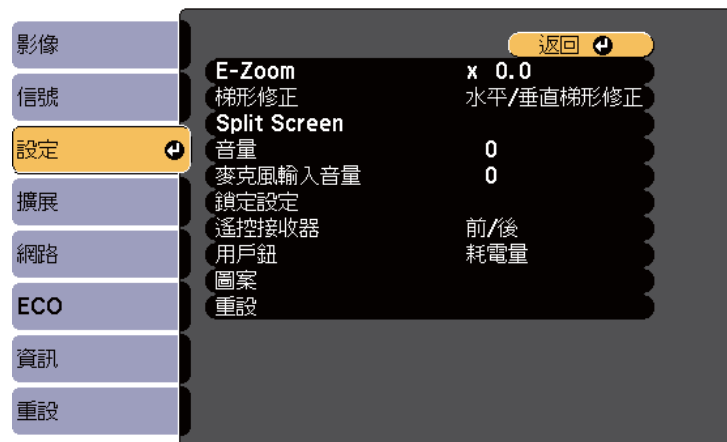 影像
信號
設定
擴展
網路
ECO
資訊
重設
返回
E-Zoom x 0.0
梯形修正 水平/垂直梯形修正
Split Screen
音量 0
麥克風輸入音量 0
鎖定設定
遙控接收器 前/後
用戶鈕 耗電量
圖案
重設